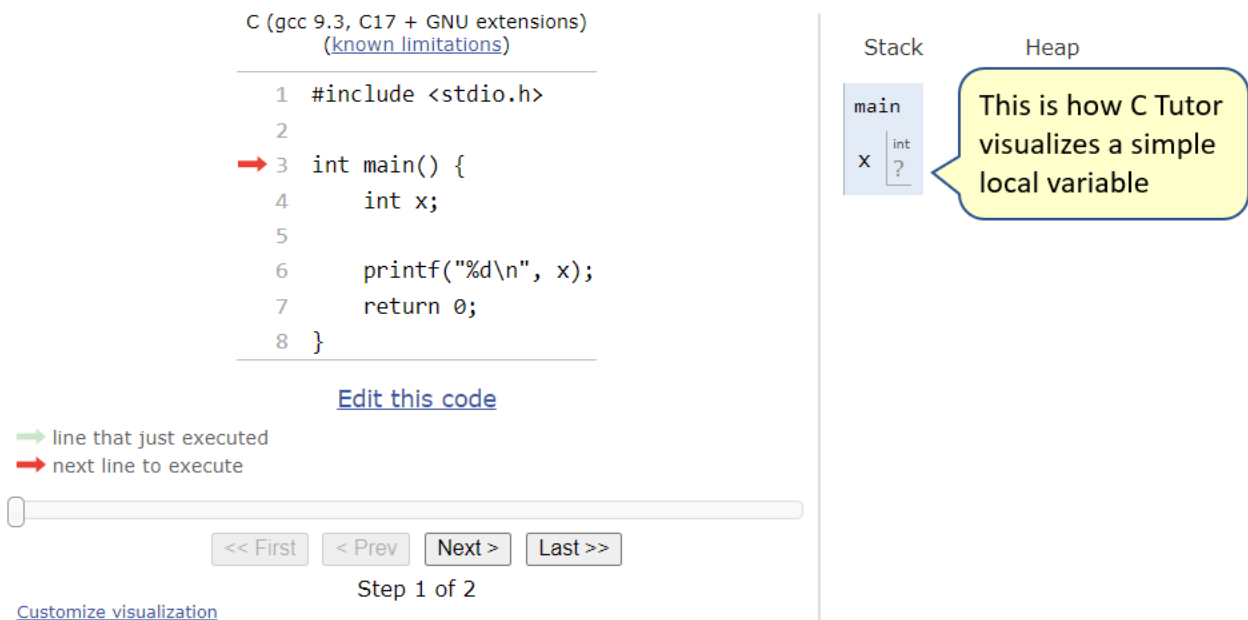 C (gcc 9.3, C17 + GNU extensions)
(known limitations)
1 #include <stdio.h>
2
3 int main() {
4 int x;
5
6 printf("%d\n", x);
7 return 0;
8 }
Edit this code
line that just executed
next line to execute
<< First < Prev Next > Last >>
Step 1 of 2
Customize visualization
Stack Heap
main
int
x ?
This is how C Tutor
visualizes a simple
local variable